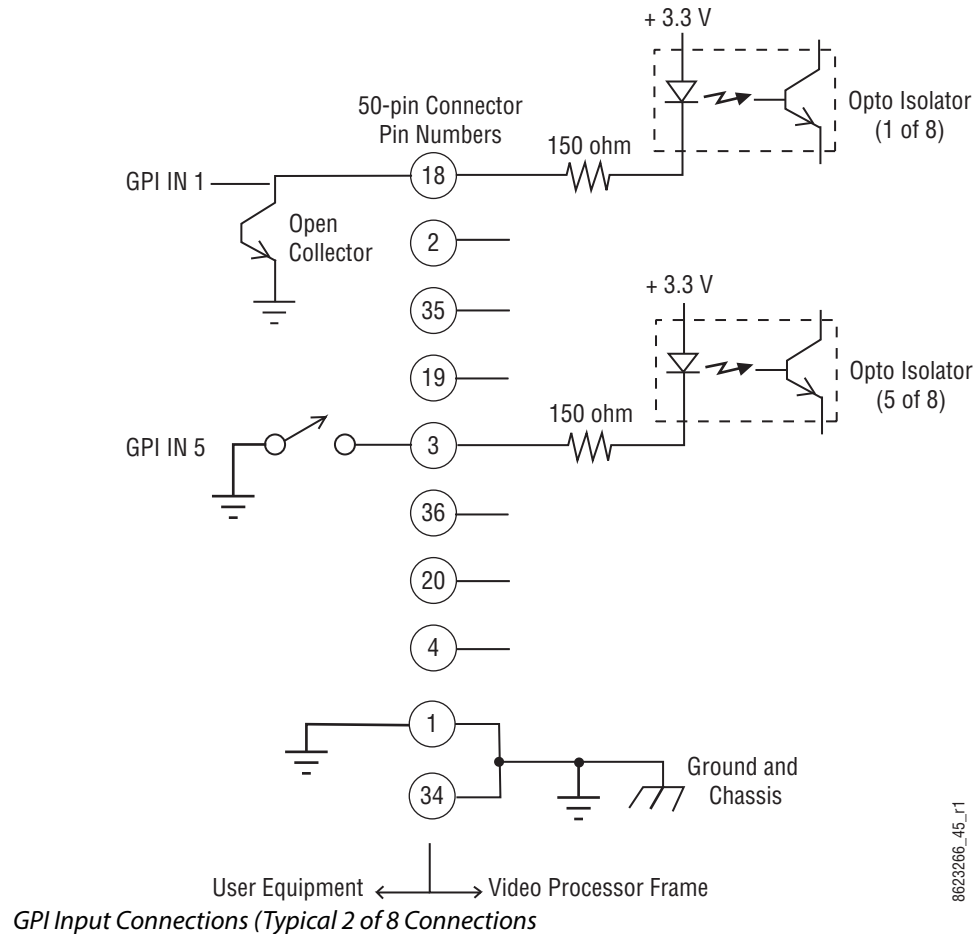 + 3.3 V
Opto Isolator
(1 of 8)
50-pin Connector
Pin Numbers
150 ohm
GPI IN 1
18
Open
Collector
2
35
+ 3.3 V
19
Opto Isolator
(5 of 8)
150 ohm
GPI IN 5
3
36
20
4
1
Ground and
Chassis
34
User Equipment
Video Processor Frame
8623266_45_r1
GPI Input Connections (Typical 2 of 8 Connections